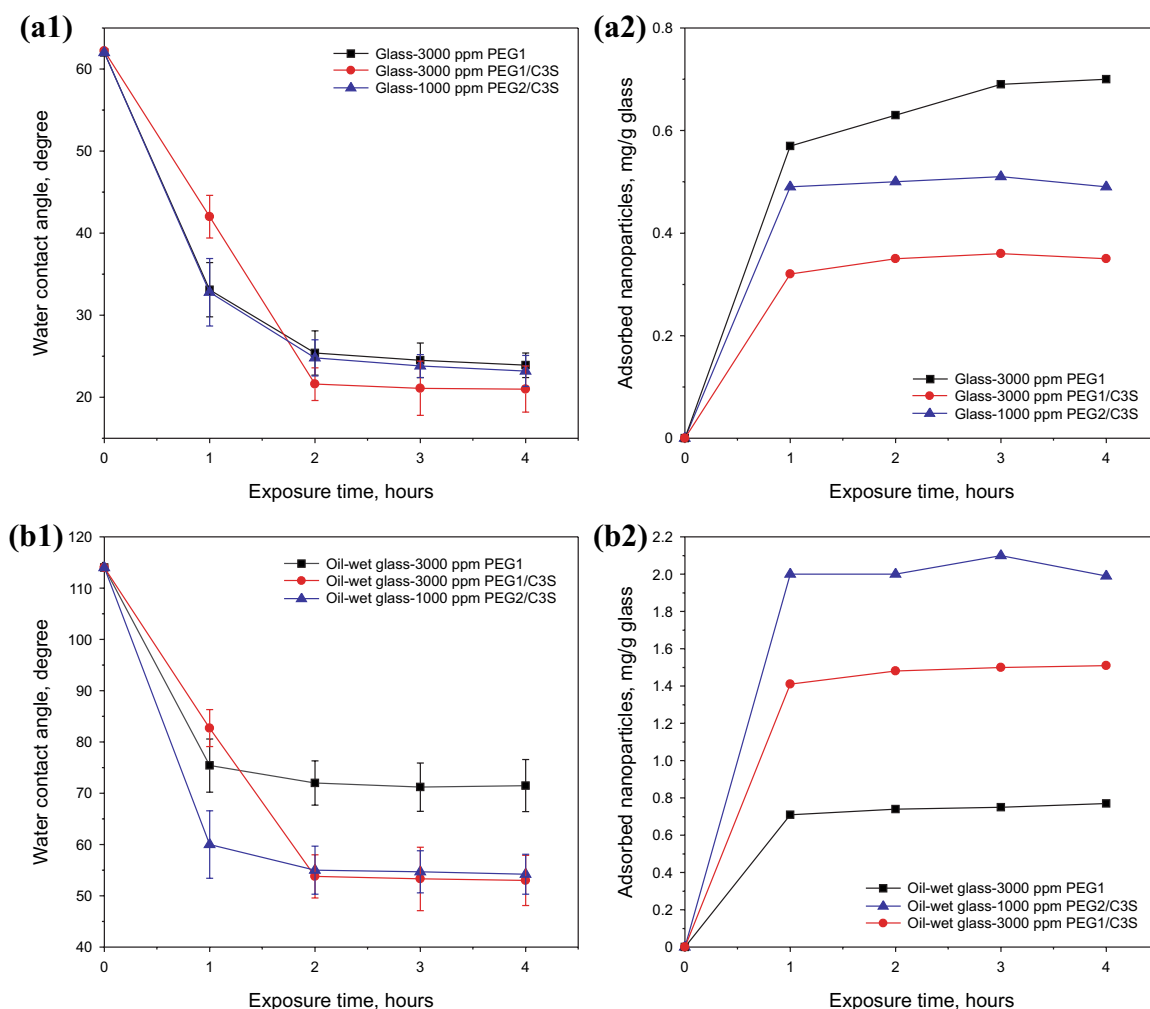 (a1)
Water contact angle, degree
60
50
40
30
20
0
1
2
3
4
Exposure time, hours
Glass-3000 ppm PEG1
Glass-3000 ppm PEG1/C3S
Glass-1000 ppm PEG2/C3S
(a2)
Adsorbed nanoparticles, mg/g glass
0.8
0.6
0.4
0.2
0
0
1
2
3
4
Exposure time, hours
Glass-3000 ppm PEG1
Glass-3000 ppm PEG1/C3S
Glass-1000 ppm PEG2/C3S
(b1)
Water contact angle, degree
120
110
100
90
80
70
60
50
40
0
1
2
3
4
Exposure time, hours
Oil-wet glass-3000 ppm PEG1
Oil-wet glass-3000 ppm PEG1/C3S
Oil-wet glass-1000 ppm PEG2/C3S
(b2)
Adsorbed nanoparticles, mg/g glass
2.2
2.0
1.8
1.6
1.4
1.2
1.0
0.8
0.6
0.4
0.2
0
0
1
2
3
4
Exposure time, hours
Oil-wet glass-3000 ppm PEG1
Oil-wet glass-1000 ppm PEG2/C3S
Oil-wet glass-3000 ppm PEG1/C3S